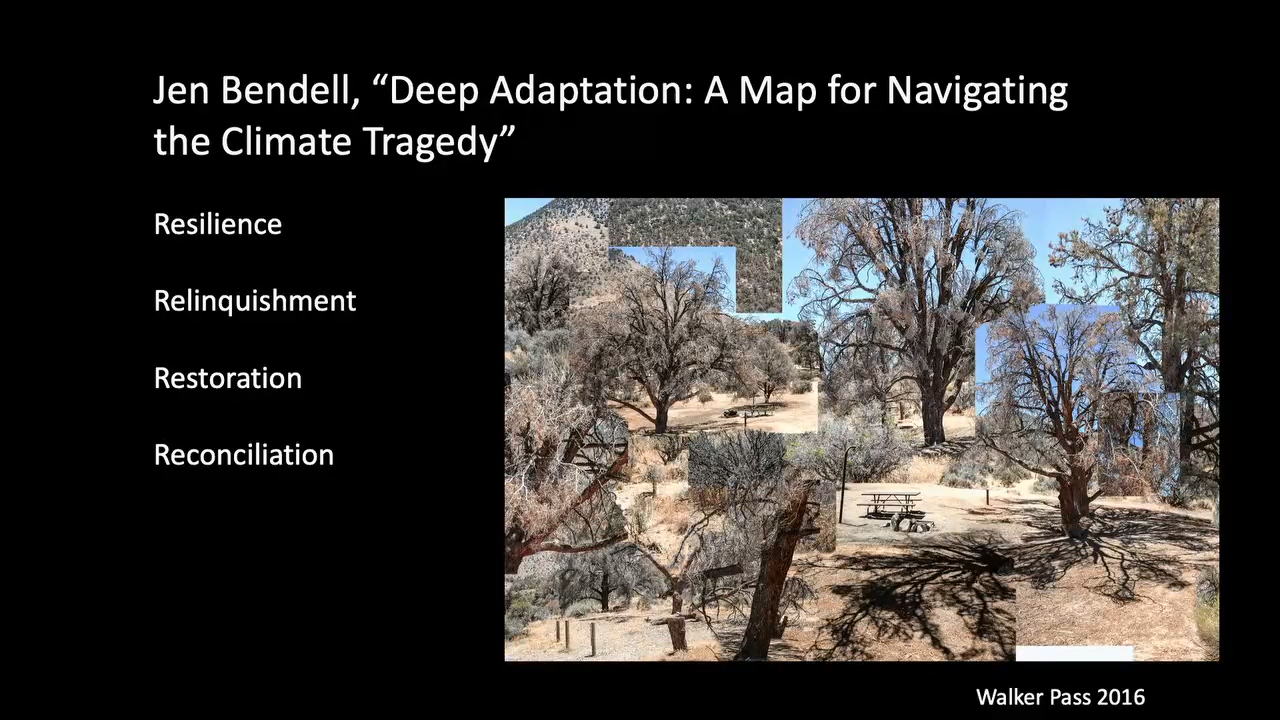 Jen Bendell, “Deep Adaptation: A Map for Navigating
the Climate Tragedy”
Resilience
Relinquishment
Restoration
Reconciliation
Walker Pass 2016